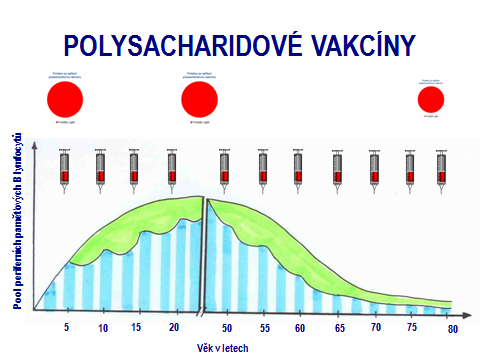 POLYSACHARIDOVÉ VAKCÍNY
Pool periferních paměťových B lymfocytů
5 10 15 20 50 55 60 65 70 75 80
Věk v letech